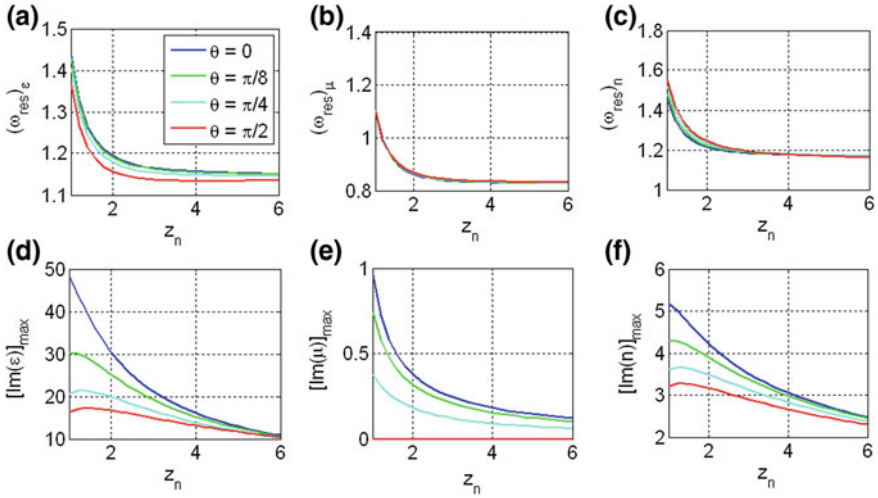 (a)
(ω_res)_ε
1.5
1.4
1.3
1.2
1.1
2
4
6
z_n
θ = 0
θ = π/8
θ = π/4
θ = π/2
(b)
(ω_res)_μ
1.4
1.2
1
0.8
2
4
6
z_n
(c)
(ω_res)_n
1.8
1.6
1.4
1.2
1
2
4
6
z_n
(d)
[Im(ε)]_max
50
40
30
20
10
2
4
6
z_n
(e)
[Im(μ)]_max
1
0.5
0
2
4
6
z_n
(f)
[Im(n)]_max
6
5
4
3
2
2
4
6
z_n